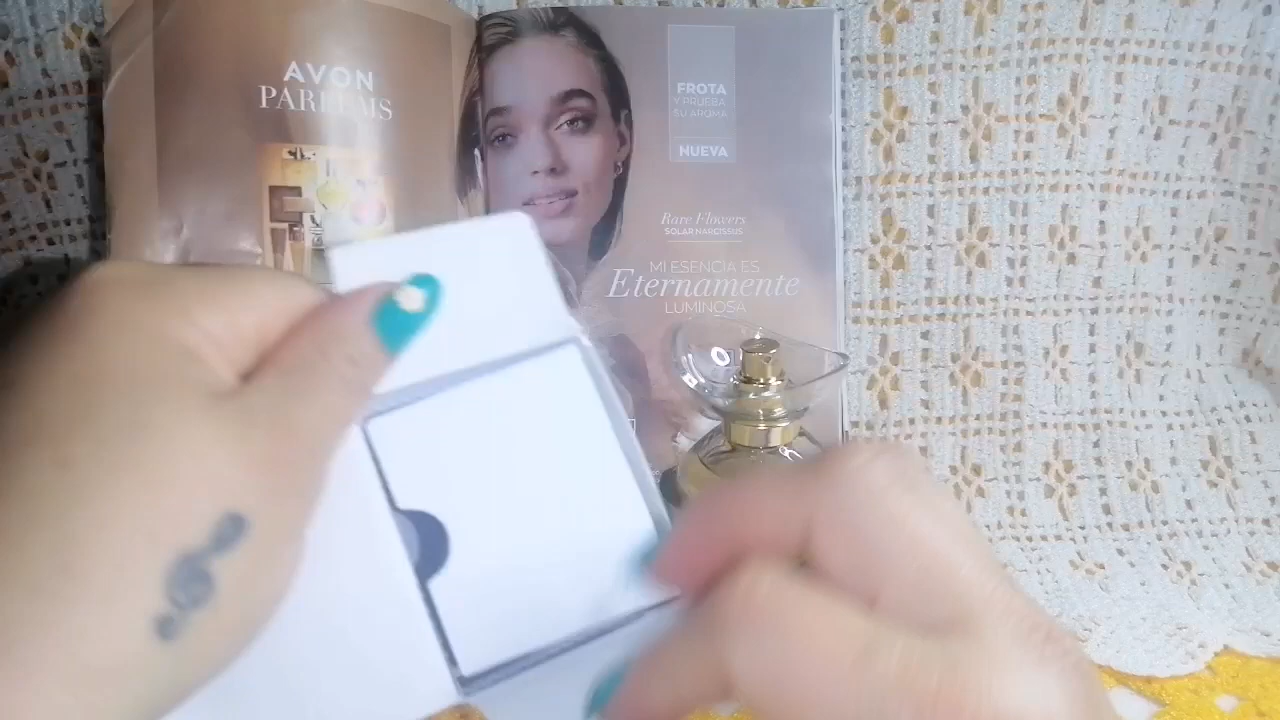 AVON
PARFUMS
FROTA
Y PRUEBA
SU AROMA
NUEVA
Rare Flowers
SOLAR NARCISSUS
MI ESENCIA ES
Eternamente
LUMINOSA